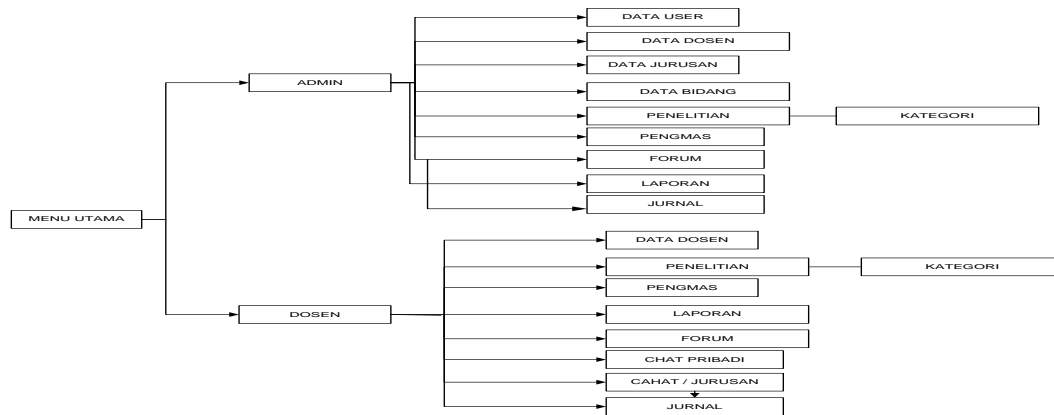 MENU UTAMA
ADMIN
DATA USER
DATA DOSEN
DATA JURUSAN
DATA BIDANG
PENELITIAN
KATEGORI
PENGMAS
FORUM
LAPORAN
JURNAL
DOSEN
DATA DOSEN
PENELITIAN
KATEGORI
PENGMAS
LAPORAN
FORUM
CHAT PRIBADI
CAHAT / JURUSAN
JURNAL